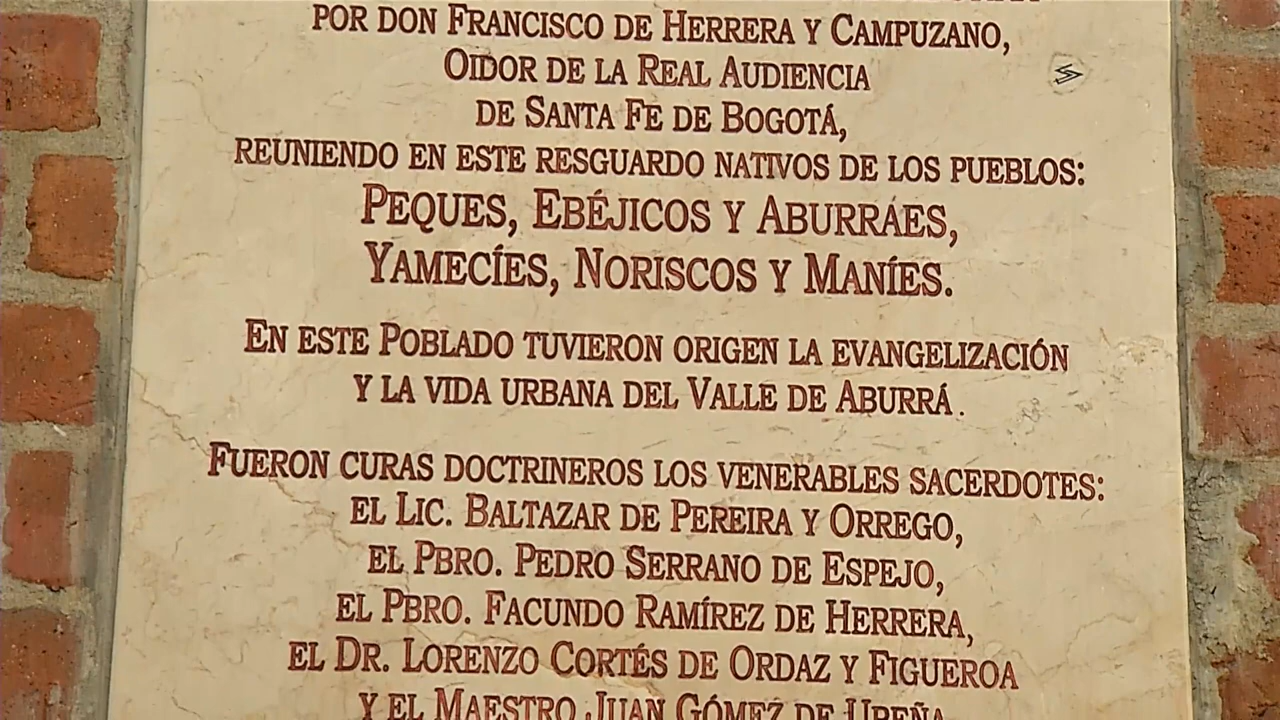 POR DON FRANCISCO DE HERRERA Y CAMPUZANO,
OIDOR DE LA REAL AUDIENCIA
DE SANTA FE DE BOGOTÁ,
REUNIENDO EN ESTE RESGUARDO NATIVOS DE LOS PUEBLOS:
PEQUES, EBÉJICOS Y ABURRÁES,
YAMECÍES, NORISCOS Y MANÍES.
EN ESTE POBLADO TUVIERON ORIGEN LA EVANGELIZACIÓN
Y LA VIDA URBANA DEL VALLE DE ABURRÁ.
FUERON CURAS DOCTRINEROS LOS VENERABLES SACERDOTES:
EL LIC. BALTAZAR DE PEREIRA Y ORREGO,
EL PBRO. PEDRO SERRANO DE ESPEJO,
EL PBRO. FACUNDO RAMÍREZ DE HERRERA,
EL DR. LORENZO CORTÉS DE ORDAZ Y FIGUEROA
Y EL MAESTRO JUAN GÓMEZ DE UREÑA